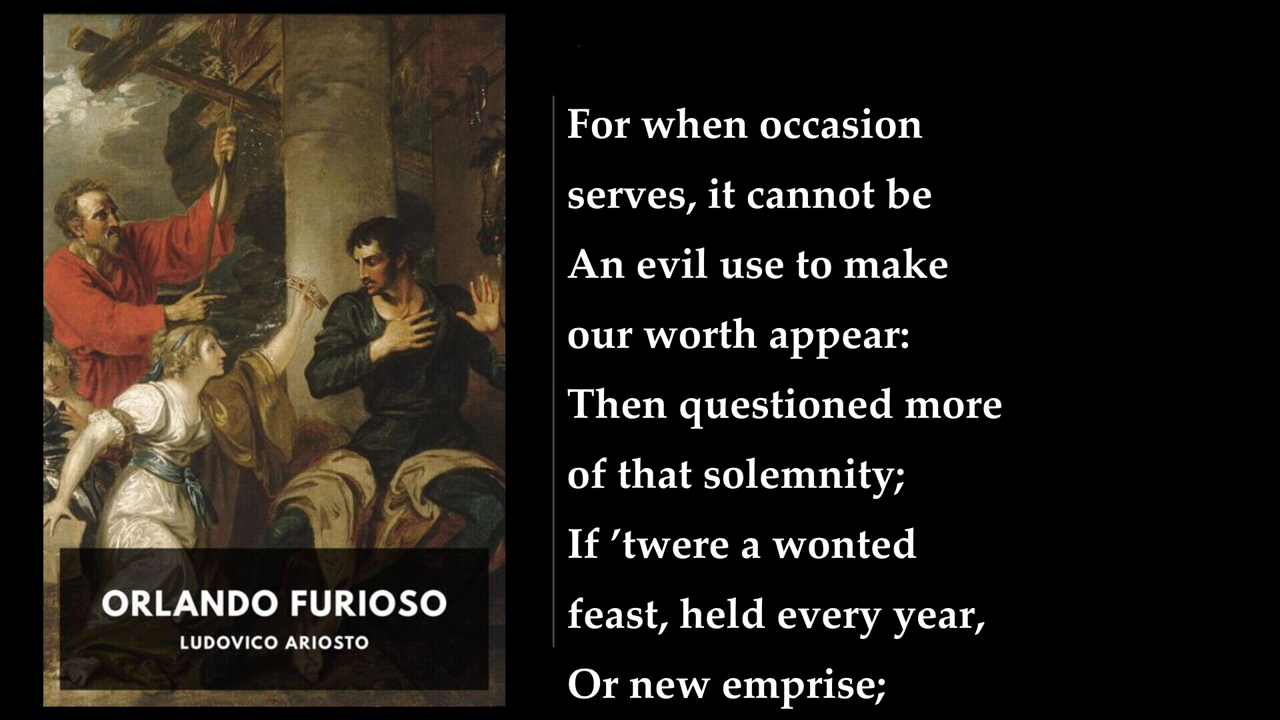 ORLANDO FURIOSO
LUDOVICO ARIOSTO
For when occasion
serves, it cannot be
An evil use to make
our worth appear:
Then questioned more
of that solemnity;
If ’twere a wonted
feast, held every year,
Or new emprise;